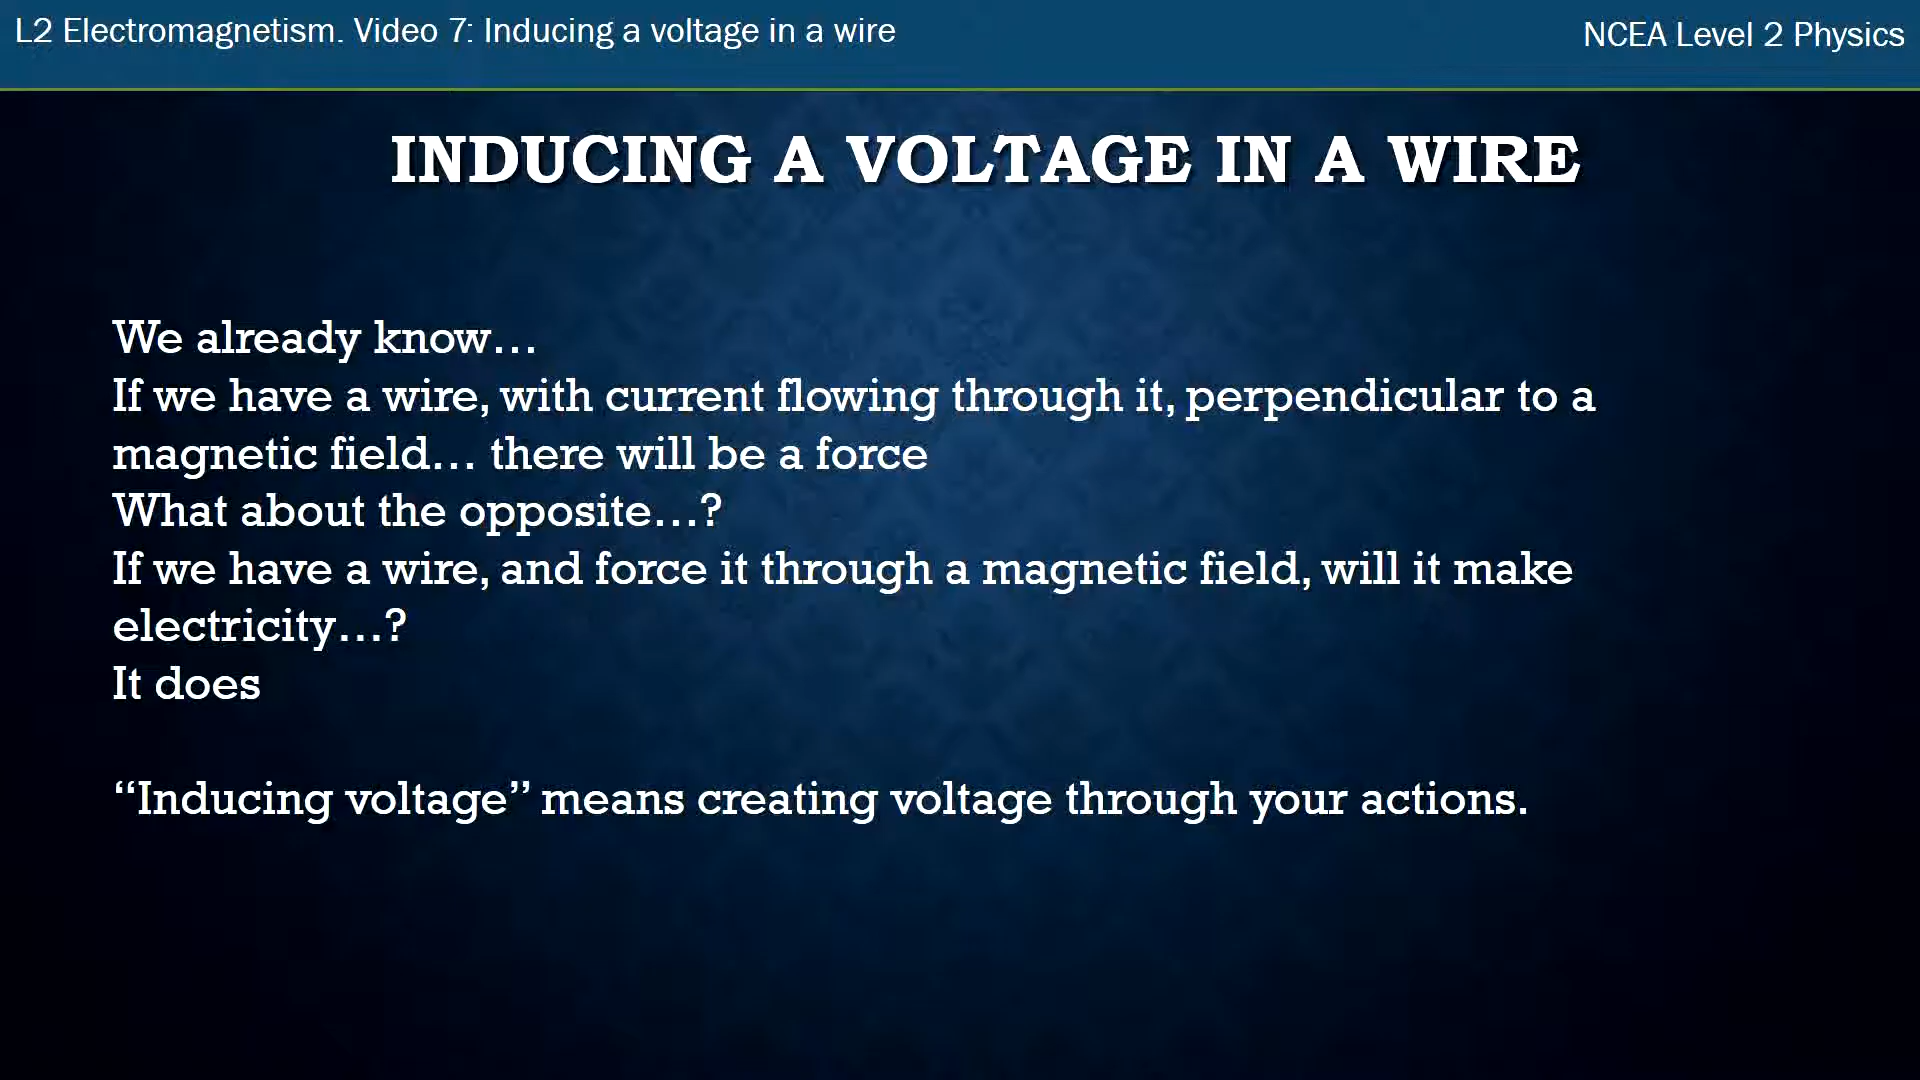 L2 Electromagnetism. Video 7: Inducing a voltage in a wire
NCEA Level 2 Physics
INDUCING A VOLTAGE IN A WIRE
We already know…
If we have a wire, with current flowing through it, perpendicular to a
magnetic field… there will be a force
What about the opposite…?
If we have a wire, and force it through a magnetic field, will it make
electricity…?
It does
“Inducing voltage” means creating voltage through your actions.